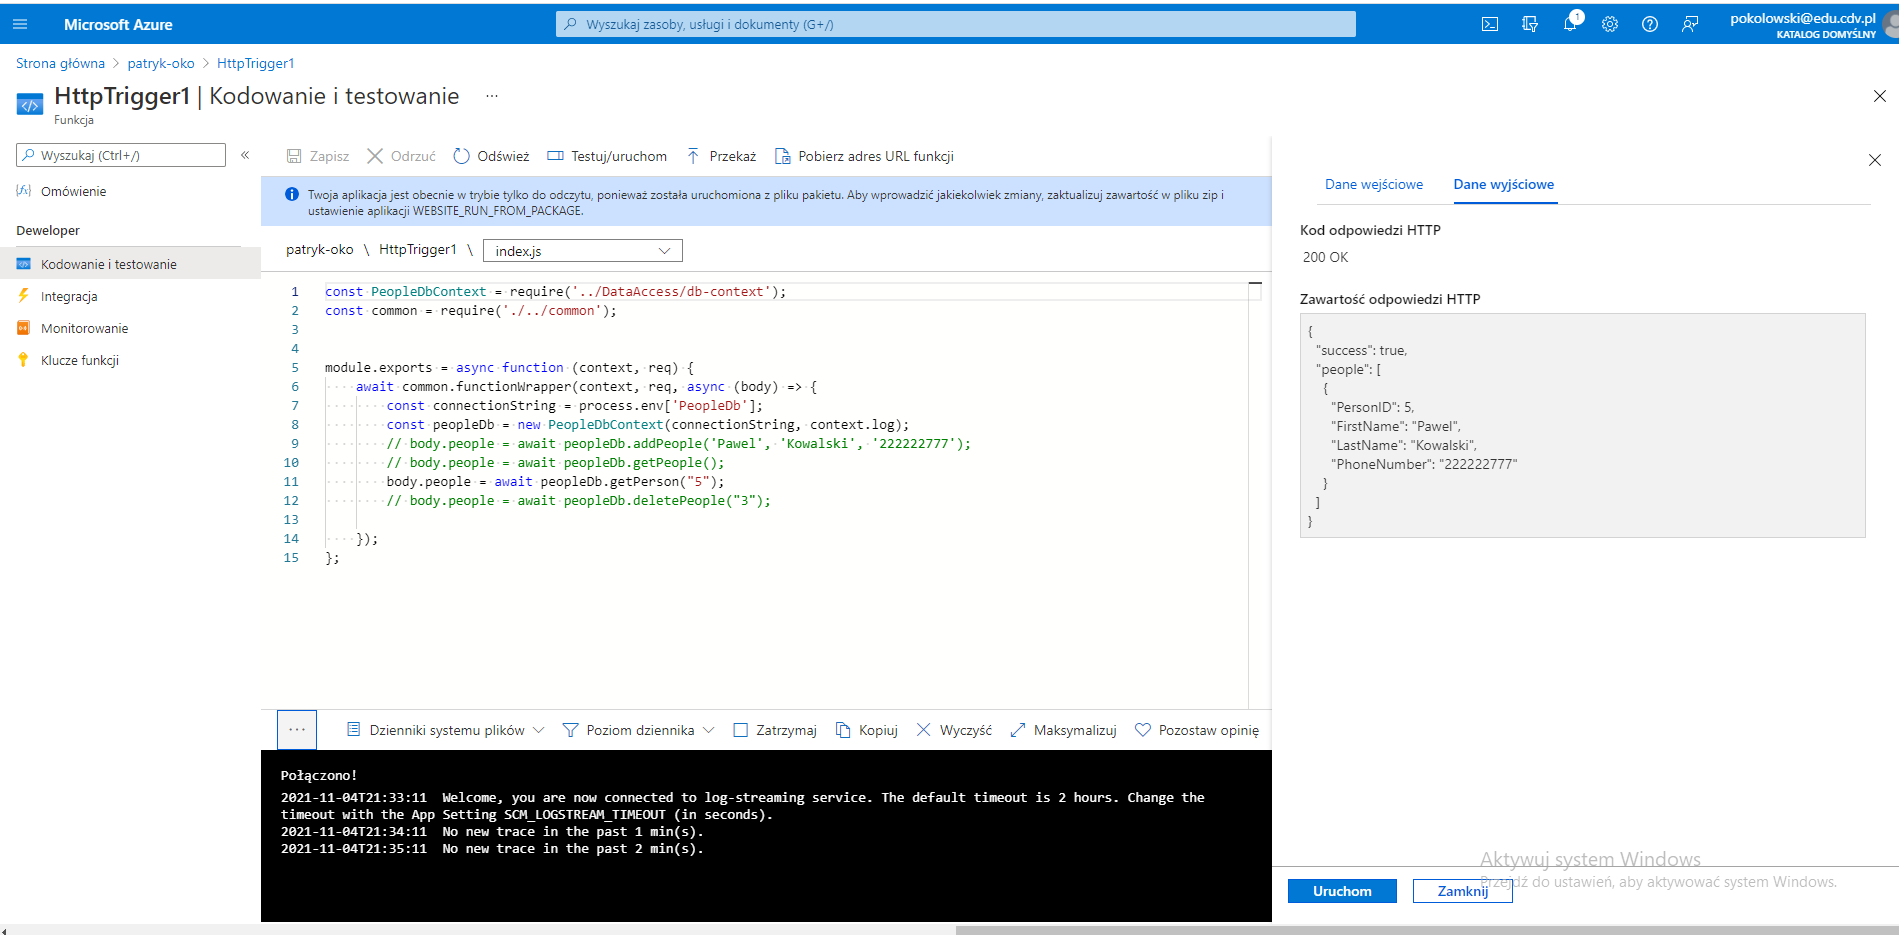 Microsoft Azure
Wyszukaj zasoby, usługi i dokumenty (G+/)
1
pokolowski@edu.cdv.pl
KATALOG DOMYŚLNY
Strona główna > patryk-oko > HttpTrigger1
HttpTrigger1 | Kodowanie i testowanie ...
Funkcja
Wyszukaj (Ctrl+/)
«
Omówienie
Deweloper
Kodowanie i testowanie
Integracja
Monitorowanie
Klucze funkcji
Zapisz Odrzuć Odśwież Testuj/uruchom Przekaż Pobierz adres URL funkcji
Twoja aplikacja jest obecnie w trybie tylko do odczytu, ponieważ została uruchomiona z pliku pakietu. Aby wprowadzić jakiekolwiek zmiany, zaktualizuj zawartość w pliku zip i
ustawienie aplikacji WEBSITE_RUN_FROM_PACKAGE.
patryk-oko \ HttpTrigger1 \ index.js
1 const PeopleDbContext = require('../DataAccess/db-context');
2 const common = require('./../common');
3
4
5 module.exports = async function (context, req) {
6 await common.functionWrapper(context, req, async (body) => {
7 const connectionString = process.env['PeopleDb'];
8 const peopleDb = new PeopleDbContext(connectionString, context.log);
9 // body.people = await peopleDb.addPeople('Pawel', 'Kowalski', '222222777');
10 // body.people = await peopleDb.getPeople();
11 body.people = await peopleDb.getPerson("5");
12 // body.people = await peopleDb.deletePeople("3");
13
14 });
15 };
... Dzienniki systemu plików Poziom dziennika Zatrzymaj Kopiuj Wyczyść Maksymalizuj Pozostaw opinię
Połączono!
2021-11-04T21:33:11 Welcome, you are now connected to log-streaming service. The default timeout is 2 hours. Change the
timeout with the App Setting SCM_LOGSTREAM_TIMEOUT (in seconds).
2021-11-04T21:34:11 No new trace in the past 1 min(s).
2021-11-04T21:35:11 No new trace in the past 2 min(s).
Dane wejściowe Dane wyjściowe
Kod odpowiedzi HTTP
200 OK
Zawartość odpowiedzi HTTP
{
"success": true,
"people": [
{
"PersonID": 5,
"FirstName": "Pawel",
"LastName": "Kowalski",
"PhoneNumber": "222222777"
}
]
}
Aktywuj system Windows
Przejdź do ustawień, aby aktywować system Windows.
Uruchom Zamknij